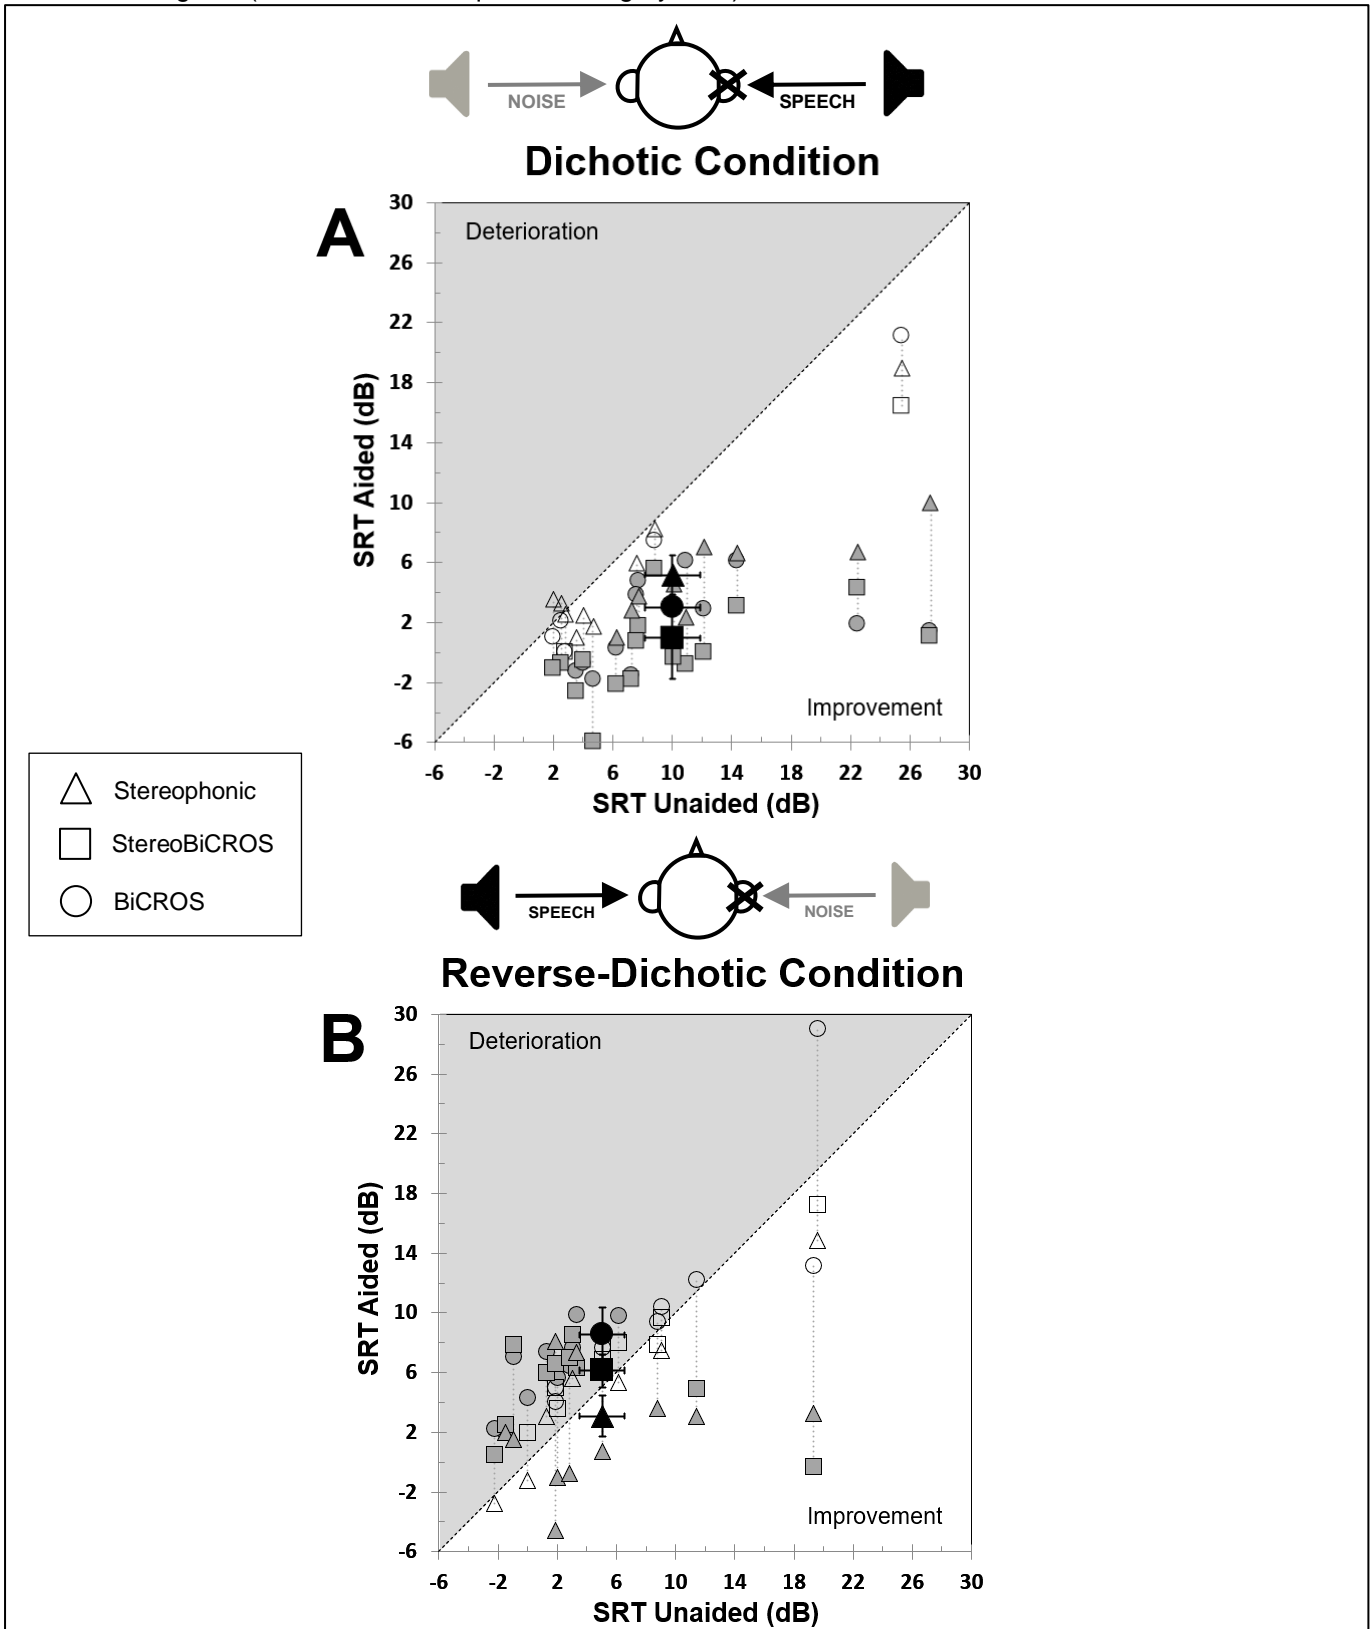 NOISE
SPEECH
Dichotic Condition
A
30
Deterioration
26
22
18
14
10
6
2
-2
-6
SRT Aided (dB)
Improvement
-6 -2 2 6 10 14 18 22 26 30
SRT Unaided (dB)
Stereophonic
StereoBiCROS
BiCROS
SPEECH
NOISE
Reverse-Dichotic Condition
B
30
Deterioration
26
22
18
14
10
6
2
-2
-6
SRT Aided (dB)
Improvement
-6 -2 2 6 10 14 18 22 26 30
SRT Unaided (dB)